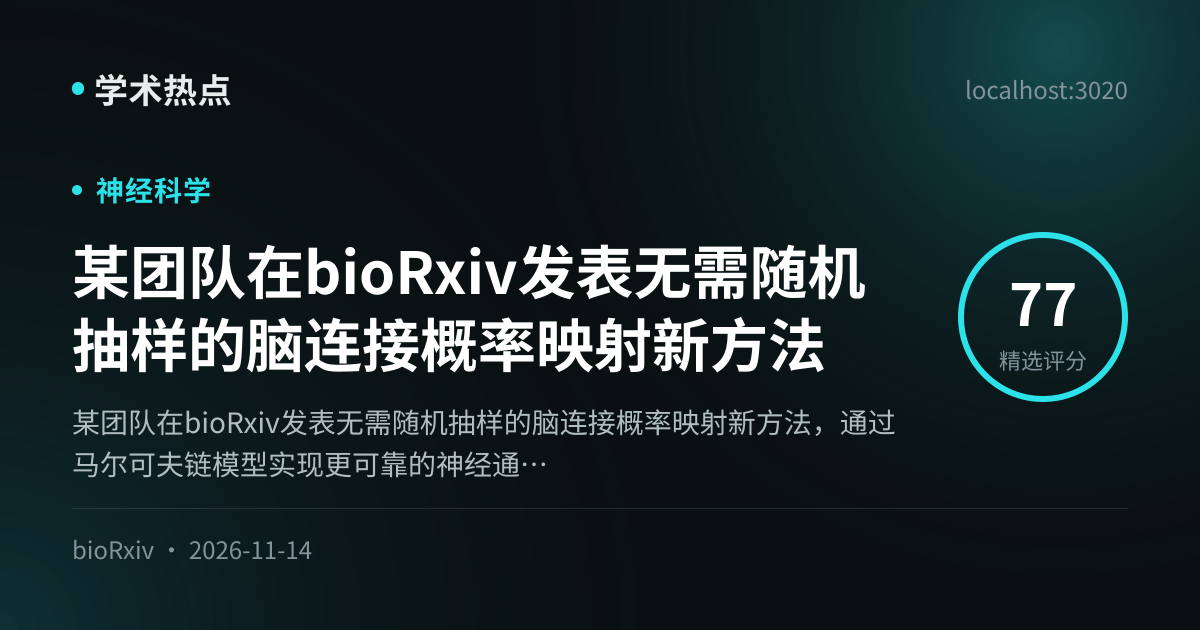 学术热点
localhost:3020
神经科学
某团队在bioRxiv发表无需随机
抽样的脑连接概率映射新方法
77
精选评分
某团队在bioRxiv发表无需随机抽样的脑连接概率映射新方法，通过
马尔可夫链模型实现更可靠的神经通…
bioRxiv · 2026-11-14